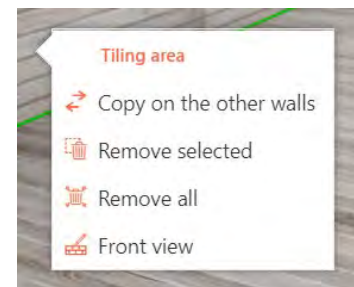 Tiling area
Copy on the other walls
Remove selected
Remove all
Front view